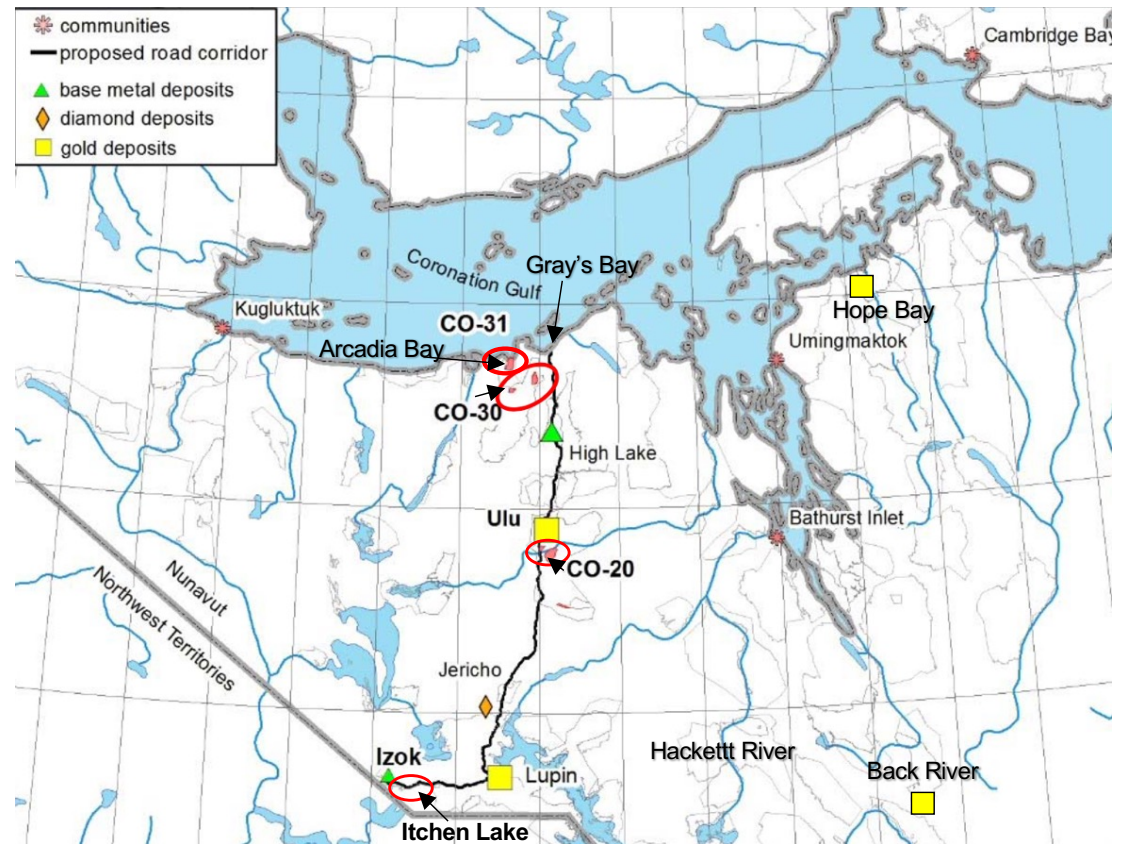 communities
proposed road corridor
base metal deposits
diamond deposits
gold deposits
Cambridge Bay
Gray's Bay
Coronation Gulf
Kugluktuk
CO-31
Hope Bay
Arcadia Bay
Umingmaktok
CO-30
High Lake
Ulu
Bathurst Inlet
CO-20
Nunavut
Northwest Territories
Jericho
Izok
Hackettt River
Lupin
Back River
Itchen Lake